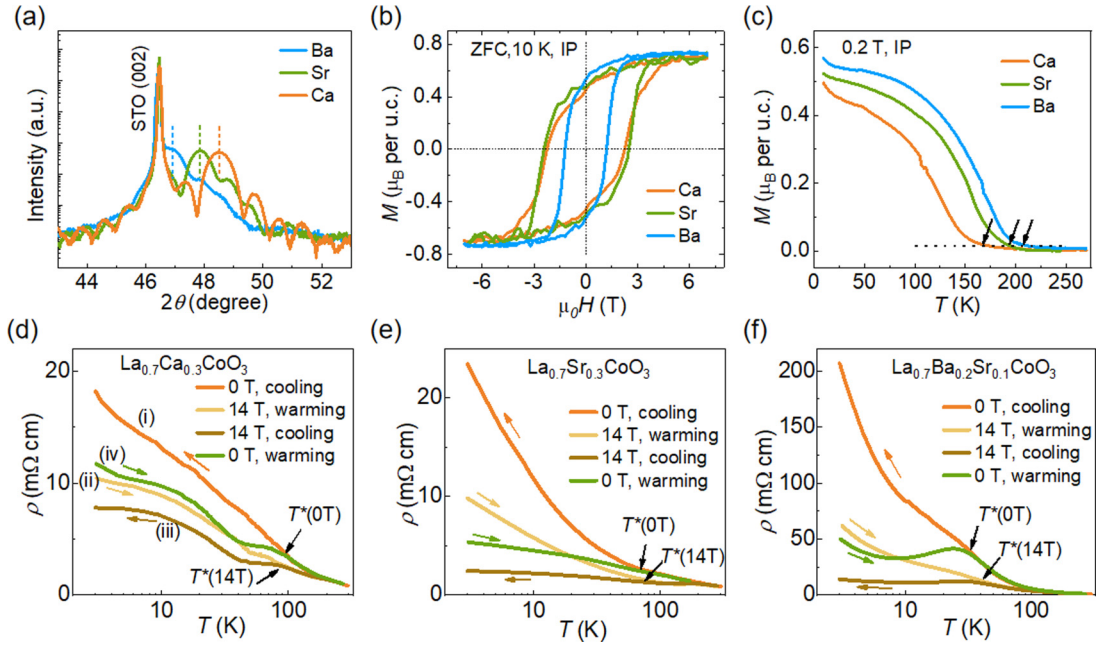 (a)
Intensity (a.u.)
STO (002)
Ba
Sr
Ca
44 46 48 50 52
2θ (degree)
(b)
M (μB per u.c.)
ZFC,10 K, IP
0.8
0.4
0.0
-0.4
-0.8
Ca
Sr
Ba
-6 -3 0 3 6
μ0H (T)
(c)
M (μB per u.c.)
0.2 T, IP
0.6
0.4
0.2
0.0
Ca
Sr
Ba
0 50 100 150 200 250
T (K)
(d)
ρ (mΩ cm)
La0.7Ca0.3CoO3
20
10
0
0 T, cooling
14 T, warming
14 T, cooling
0 T, warming
(i)
(iv)
(ii)
(iii)
T*(0T)
T*(14T)
10 100
T (K)
(e)
ρ (mΩ cm)
La0.7Sr0.3CoO3
20
10
0
0 T, cooling
14 T, warming
14 T, cooling
0 T, warming
T*(0T)
T*(14T)
10 100
T (K)
(f)
ρ (mΩ cm)
La0.7Ba0.2Sr0.1CoO3
200
150
100
50
0
0 T, cooling
14 T, warming
14 T, cooling
0 T, warming
T*(0T)
T*(14T)
10 100
T (K)